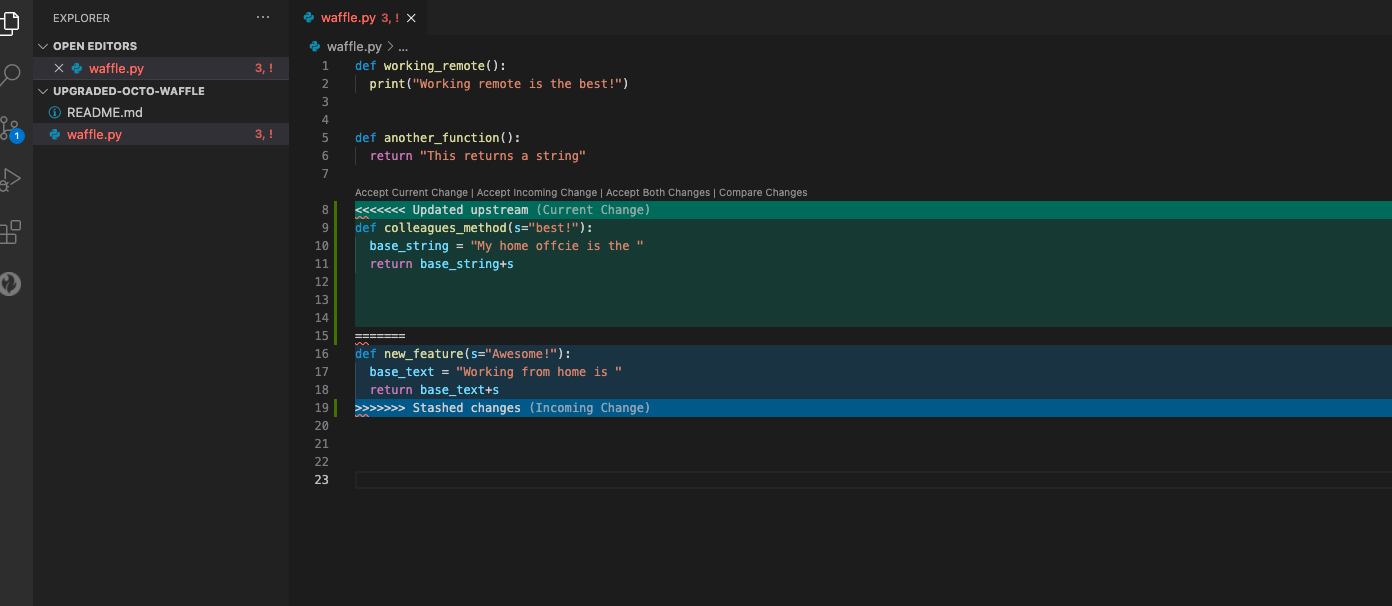 EXPLORER ...
OPEN EDITORS
waffle.py 3, !
UPGRADED-OCTO-WAFFLE
README.md
waffle.py 3, !
1
waffle.py 3, !
waffle.py > ...
1 def working_remote():
2 print("Working remote is the best!")
3
4
5 def another_function():
6 return "This returns a string"
7
Accept Current Change | Accept Incoming Change | Accept Both Changes | Compare Changes
8 <<<<<<< Updated upstream (Current Change)
9 def colleagues_method(s="best!"):
10 base_string = "My home offcie is the "
11 return base_string+s
12
13
14
15 =======
16 def new_feature(s="Awesome!"):
17 base_text = "Working from home is "
18 return base_text+s
19 >>>>>>> Stashed changes (Incoming Change)
20
21
22
23